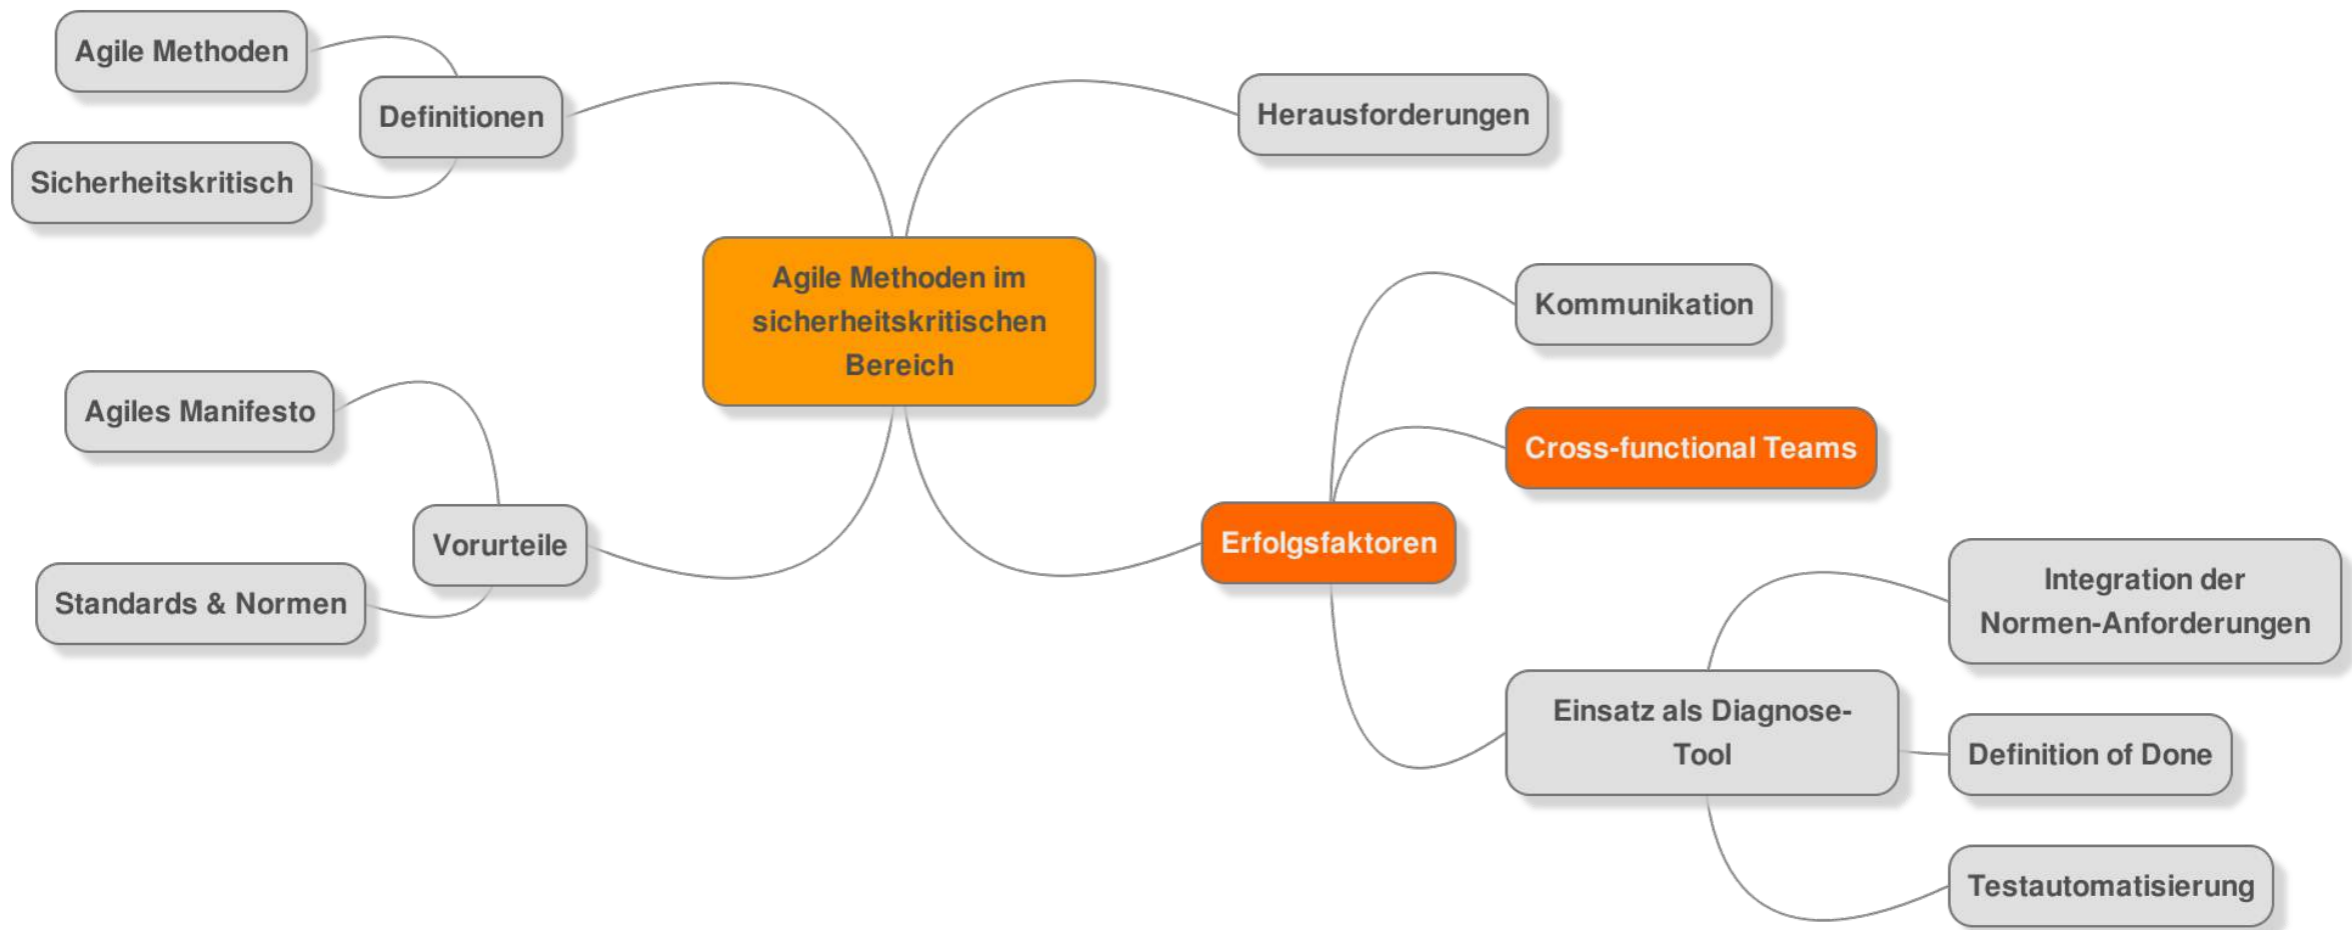 Agile Methoden
Definitionen
Sicherheitskritisch
Herausforderungen
Agile Methoden im
sicherheitskritischen
Bereich
Agiles Manifesto
Vorurteile
Standards & Normen
Kommunikation
Cross-functional Teams
Erfolgsfaktoren
Einsatz als Diagnose-
Tool
Integration der
Normen-Anforderungen
Definition of Done
Testautomatisierung